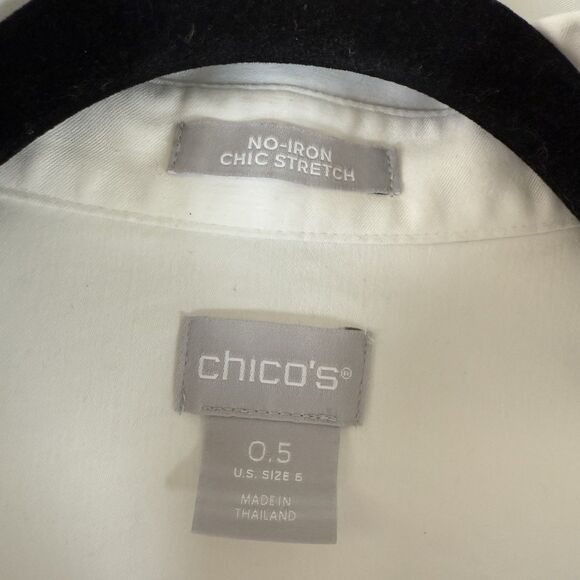 NO-IRON
CHIC STRETCH
chico's®
0.5
U.S. SIZE 6
MADE IN
THAILAND